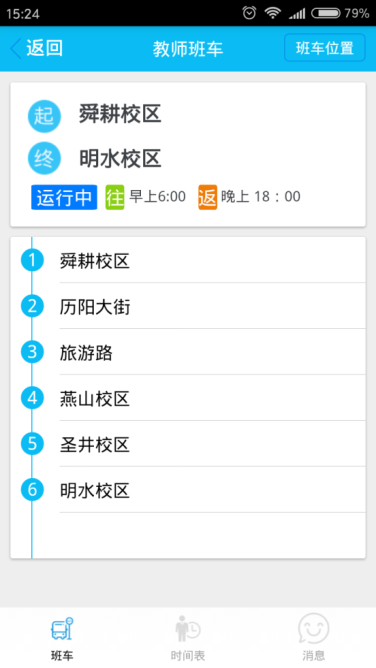 15:24
79%
返回
教师班车
班车位置
起 舜耕校区
终 明水校区
运行中 往 早上6:00 返 晚上 18：00
1 舜耕校区
2 历阳大街
3 旅游路
4 燕山校区
5 圣井校区
6 明水校区
班车
时间表
消息